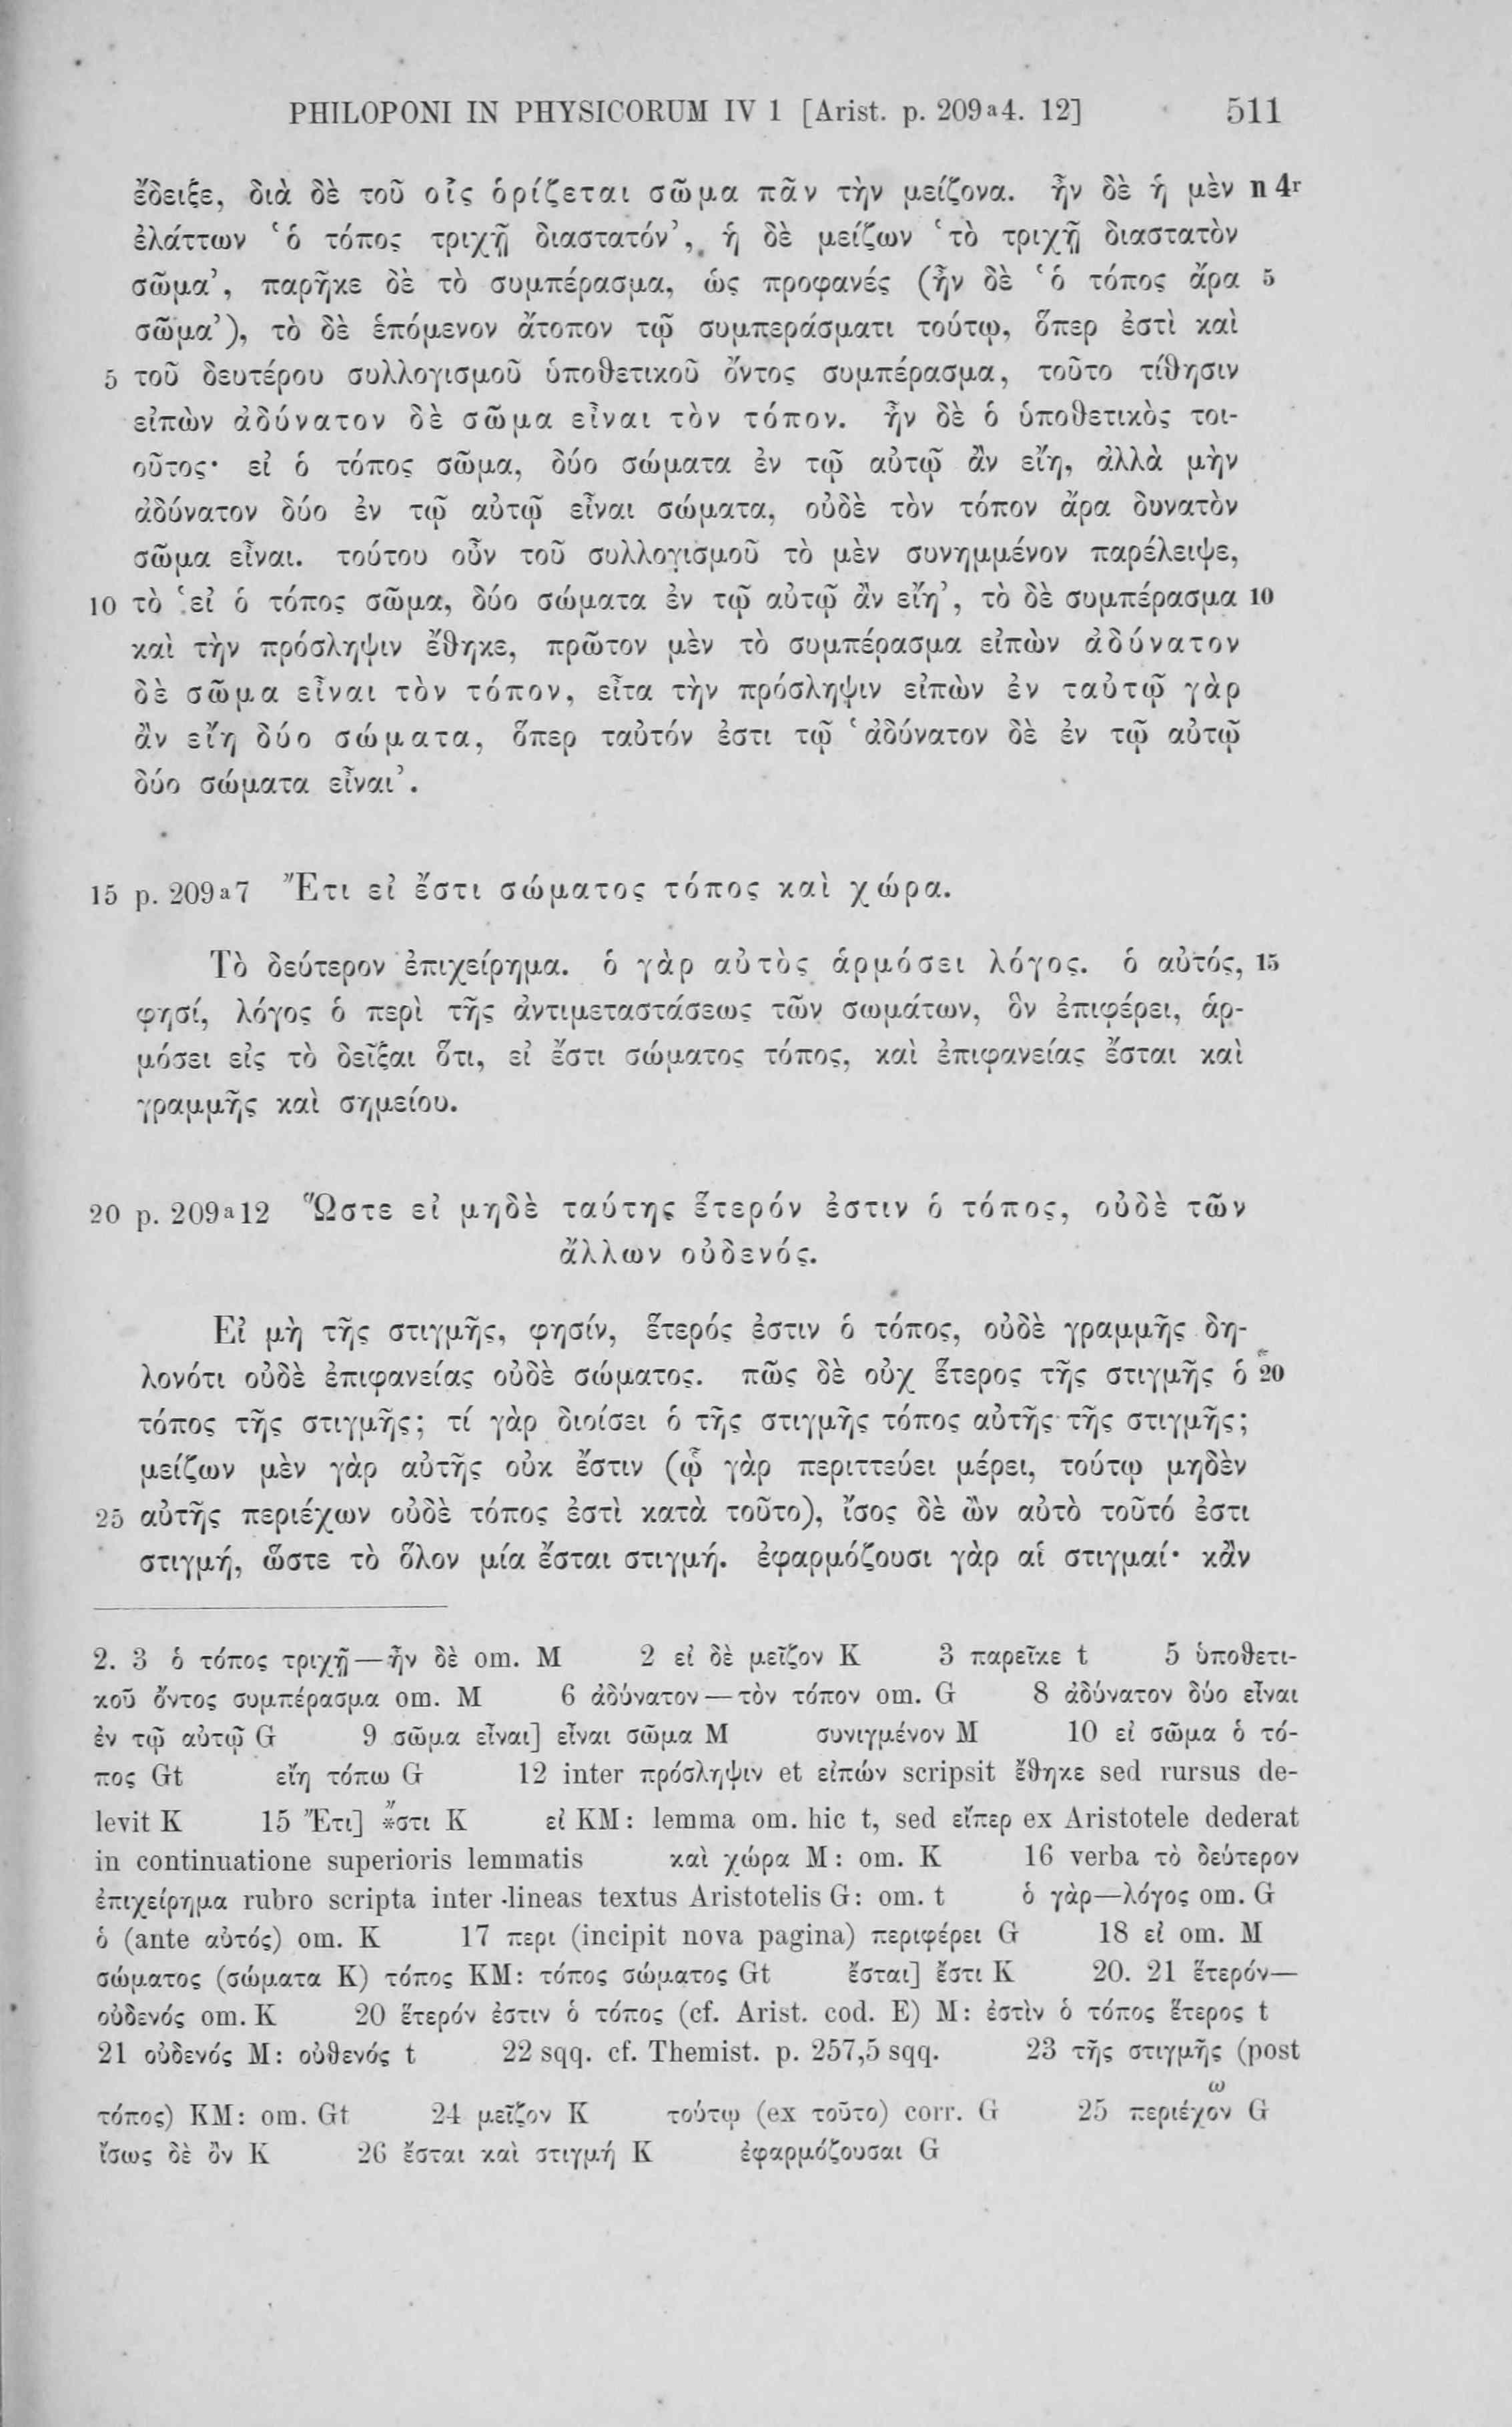 PHILOPONI IN PHYSICORUM IV 1 [Arist. p. 209a4. 12] 511
ἔδειξε, διὰ δὲ τοῦ οἷς ὁρίζεται σῶμα πᾶν τὴν μείζονα. ἦν δὲ ἡ μὲν n 4r
ἐλάττων ‘ὁ τόπος τριχῇ διαστατόν’, ἡ δὲ μείζων ‘τὸ τριχῇ διαστατὸν
σῶμα’, παρῆκε δὲ τὸ συμπέρασμα, ὡς προφανές (ἦν δὲ ‘ὁ τόπος ἄρα 5
σῶμα’), τὸ δὲ ἑπόμενον ἄτοπον τῷ συμπεράσματι τούτῳ, ὅπερ ἐστὶ καὶ
5 τοῦ δευτέρου συλλογισμοῦ ὑποθετικοῦ ὄντος συμπέρασμα, τοῦτο τίθησιν
εἰπὼν ἀδύνατον δὲ σῶμα εἶναι τὸν τόπον. ἦν δὲ ὁ ὑποθετικὸς τοι-
οῦτος· εἰ ὁ τόπος σῶμα, δύο σώματα ἐν τῷ αὐτῷ ἂν εἴη, ἀλλὰ μὴν
ἀδύνατον δύο ἐν τῷ αὐτῷ εἶναι σώματα, οὐδὲ τὸν τόπον ἄρα δυνατὸν
σῶμα εἶναι. τούτου οὖν τοῦ συλλογισμοῦ τὸ μὲν συνημμένον παρέλειψε,
10 τὸ ‘εἰ ὁ τόπος σῶμα, δύο σώματα ἐν τῷ αὐτῷ ἂν εἴη’, τὸ δὲ συμπέρασμα 10
καὶ τὴν πρόσληψιν ἔθηκε, πρῶτον μὲν τὸ συμπέρασμα εἰπὼν ἀδύνατον
δὲ σῶμα εἶναι τὸν τόπον, εἶτα τὴν πρόσληψιν εἰπὼν ἐν ταὐτῷ γὰρ
ἂν εἴη δύο σώματα, ὅπερ ταὐτόν ἐστι τῷ ‘ἀδύνατον δὲ ἐν τῷ αὐτῷ
δύο σώματα εἶναι’.
15 p. 209a7 Ἔτι εἰ ἔστι σώματος τόπος καὶ χώρα.
Τὸ δεύτερον ἐπιχείρημα. ὁ γὰρ αὐτὸς ἁρμόσει λόγος. ὁ αὐτός, 15
φησί, λόγος ὁ περὶ τῆς ἀντιμεταστάσεως τῶν σωμάτων, ὃν ἐπιφέρει, ἁρ-
μόσει εἰς τὸ δεῖξαι ὅτι, εἰ ἔστι σώματος τόπος, καὶ ἐπιφανείας ἔσται καὶ
γραμμῆς καὶ σημείου.
20 p. 209a12 Ὥστε εἰ μηδὲ ταύτης ἕτερόν ἐστιν ὁ τόπος, οὐδὲ τῶν
ἄλλων οὐδενός.
Εἰ μὴ τῆς στιγμῆς, φησίν, ἕτερός ἐστιν ὁ τόπος, οὐδὲ γραμμῆς δη-
λονότι οὐδὲ ἐπιφανείας οὐδὲ σώματος. πῶς δὲ οὐχ ἕτερος τῆς στιγμῆς ὁ 20
τόπος τῆς στιγμῆς; τί γὰρ διοίσει ὁ τῆς στιγμῆς τόπος αὐτῆς τῆς στιγμῆς;
μείζων μὲν γὰρ αὐτῆς οὐκ ἔστιν (ᾧ γὰρ περιττεύει μέρει, τούτῳ μηδὲν
25 αὐτῆς περιέχων οὐδὲ τόπος ἐστὶ κατὰ τοῦτο), ἴσος δὲ ὢν αὐτὸ τοῦτό ἐστι
στιγμή, ὥστε τὸ ὅλον μία ἔσται στιγμή. ἐφαρμόζουσι γὰρ αἱ στιγμαί· κἂν
2. 3 ὁ τόπος τριχῇ—ἦν δὲ om. M 2 εἰ δὲ μεῖζον K 3 παρεῖκε t 5 ὑποθετι-
κοῦ ὄντος συμπέρασμα om. M 6 ἀδύνατον—τὸν τόπον om. G 8 ἀδύνατον δύο εἶναι
ἐν τῷ αὐτῷ G 9 σῶμα εἶναι] εἶναι σῶμα M συνιγμένον M 10 εἰ σῶμα ὁ τό-
πος Gt εἴη τόπω G 12 inter πρόσληψιν et εἰπών scripsit ἔθηκε sed rursus de-
levit K 15 Ἔτι] *̎στι K εἰ KM: lemma om. hic t, sed εἴπερ ex Aristotele dederat
in continuatione superioris lemmatis καὶ χώρα M: om. K 16 verba τὸ δεύτερον
ἐπιχείρημα rubro scripta inter lineas textus Aristotelis G: om. t ὁ γὰρ—λόγος om. G
ὁ (ante αὐτός) om. K 17 περι (incipit nova pagina) περιφέρει G 18 εἰ om. M
σώματος (σώματα K) τόπος KM: τόπος σώματος Gt ἔσται] ἔστι K 20. 21 ἕτερόν—
οὐδενός om. K 20 ἕτερόν ἐστιν ὁ τόπος (cf. Arist. cod. E) M: ἐστὶν ὁ τόπος ἕτερος t
21 οὐδενός M: οὐθενός t 22 sqq. cf. Themist. p. 257,5 sqq. 23 τῆς στιγμῆς (post
ω
τόπος) KM: om. Gt 24 μεῖζον K τούτῳ (ex τοῦτο) corr. G 25 περιέχον G
ἴσως δὲ ὂν K 26 ἔσται καὶ στιγμή K ἐφαρμόζουσαι G